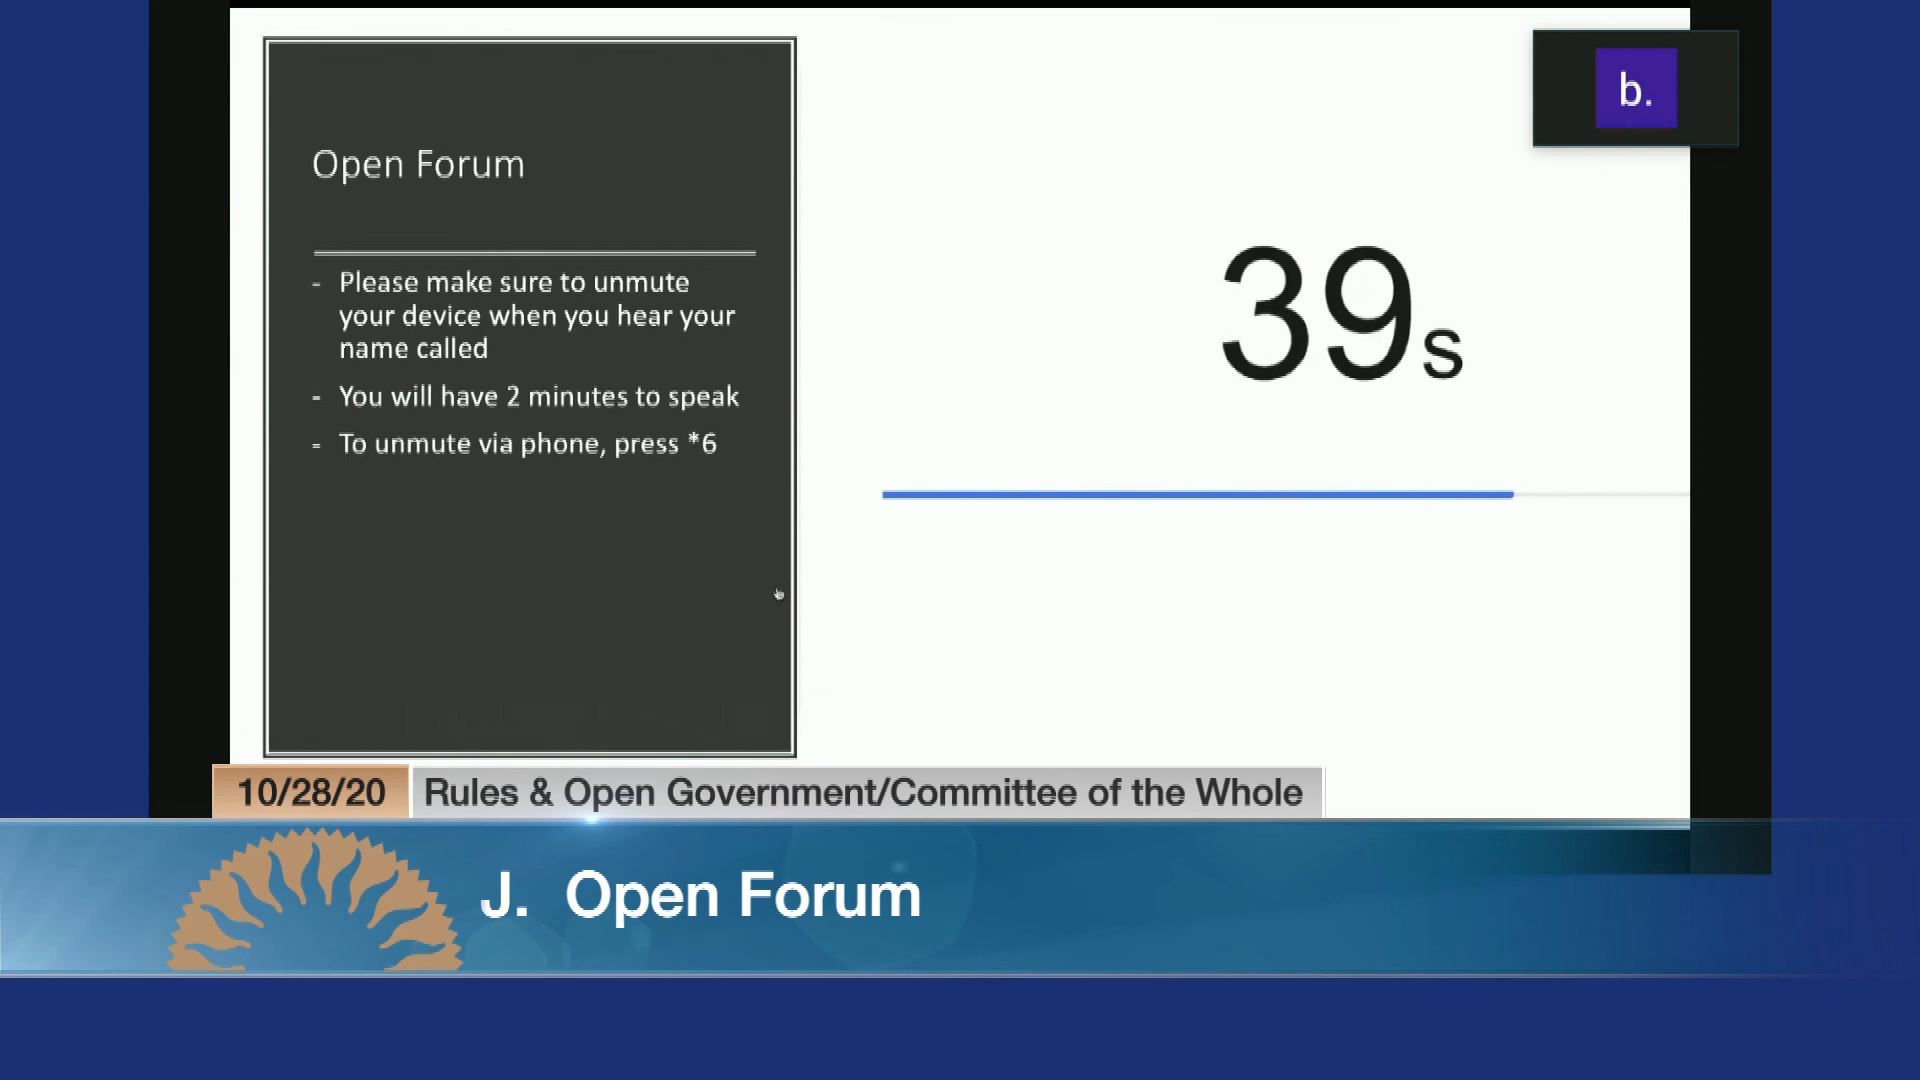 Open Forum
- Please make sure to unmute
your device when you hear your
name called
- You will have 2 minutes to speak
- To unmute via phone, press *6
39s
b.
10/28/20
Rules & Open Government/Committee of the Whole
J. Open Forum